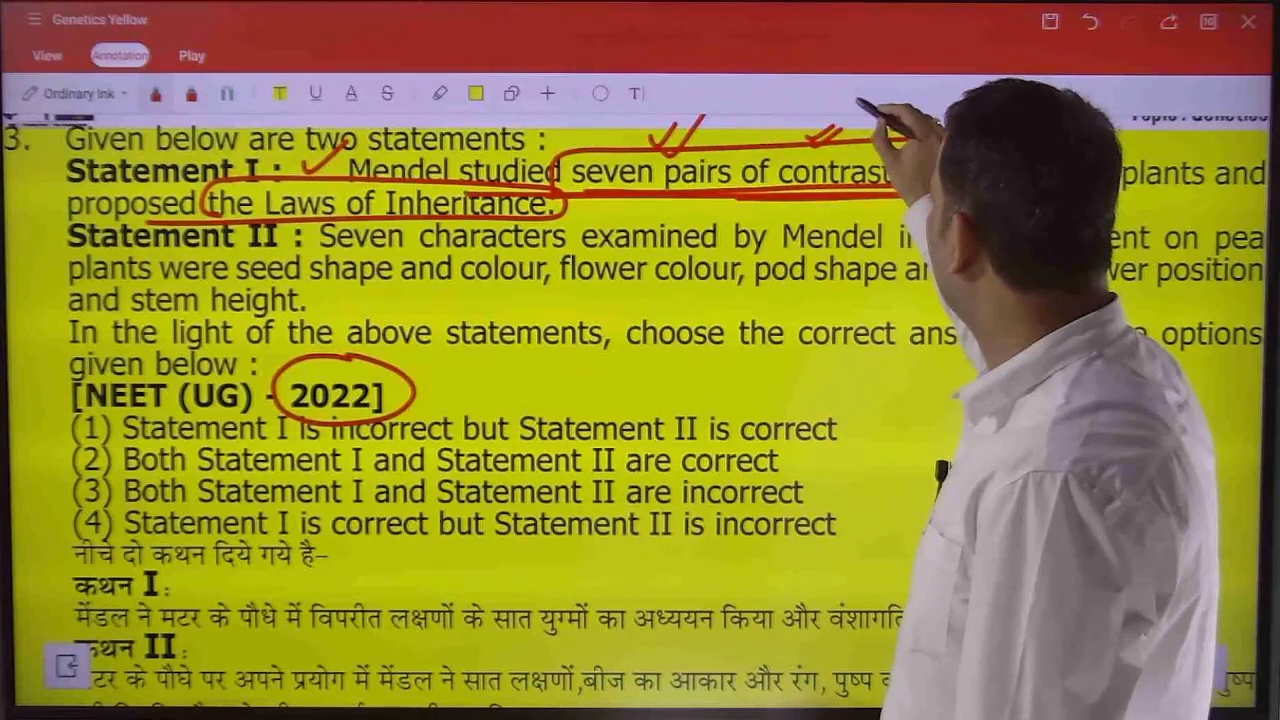 Genetics Yellow
View Annotation Play
Ordinary Ink
3. Given below are two statements :
Statement I : Mendel studied seven pairs of contrast plants and
proposed the Laws of Inheritance.
Statement II : Seven characters examined by Mendel in ent on pea
plants were seed shape and colour, flower colour, pod shape position
and stem height.
In the light of the above statements, choose the correct options
given below :
[NEET (UG) - 2022]
(1) Statement I is incorrect but Statement II is correct
(2) Both Statement I and Statement II are correct
(3) Both Statement I and Statement II are incorrect
(4) Statement I is correct but Statement II is incorrect
नीचे दो कथन दिये गये है–
कथन I:
मेंडल ने मटर के पौधे में विपरीत लक्षणों के सात युग्मों का अध्ययन किया और
कथन II:
के पौधे पर अपने प्रयोग में मेंडल ने सात लक्षणों,बीज का आकार और रंग, पुष्प